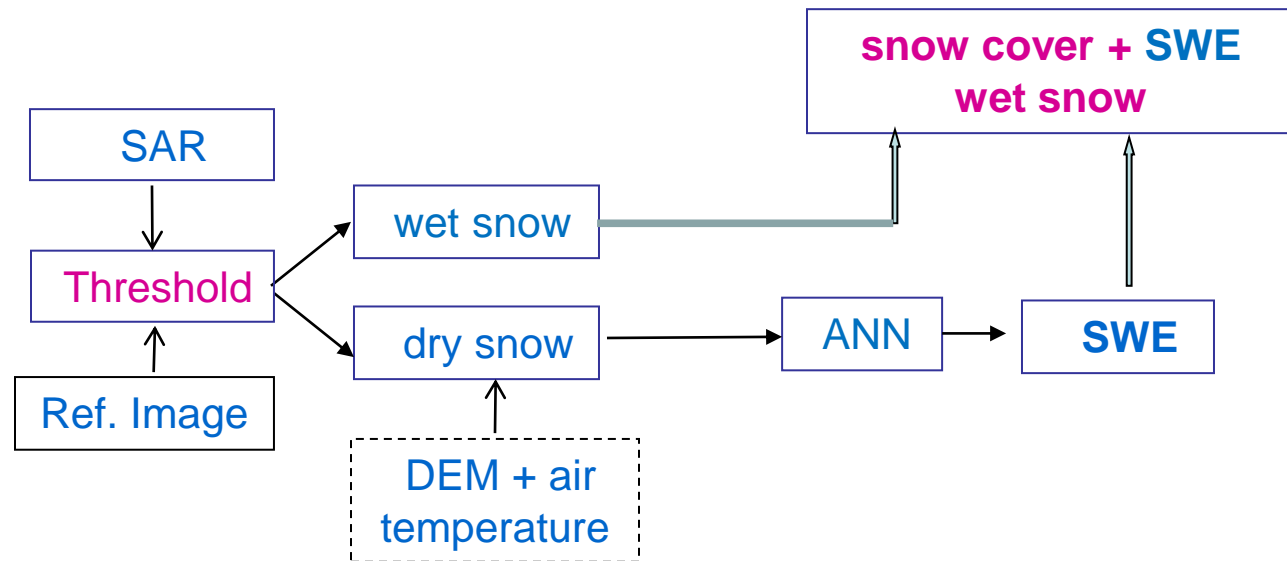 snow cover + SWE
wet snow
SAR
wet snow
Threshold
dry snow
ANN
SWE
Ref. Image
DEM + air
temperature